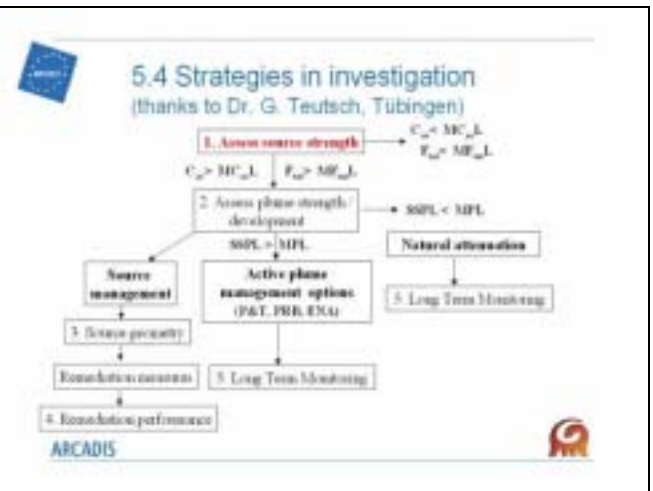 5.4 Strategies in investigation
(thanks to Dr. G. Teutsch, Tübingen)
1. Assess source strength
2. Assess plume strength /
development
SSPL < MPL
SSPL > MPL
Natural attenuation
Source
management
Active plume
management options
(P&T, PRB, ENA)
5. Long Term Monitoring
3. Source geometry
Remediation measures
5. Long Term Monitoring
4. Remediation performance
ARCADIS